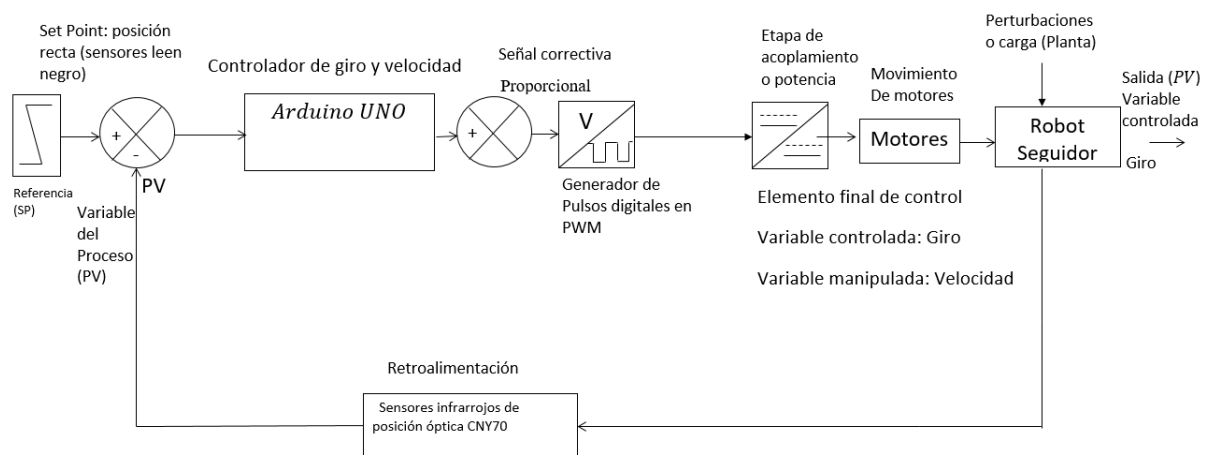 Set Point: posición
recta (sensores leen
negro)
Controlador de giro y velocidad
Señal correctiva
Proporcional
Etapa de
acoplamiento
o potencia
Movimiento
De motores
Perturbaciones
o carga (Planta)
Salida (PV)
Variable
controlada
Giro
+
-
PV
Arduino UNO
+
V
Motores
Robot
Seguidor
Referencia
(SP)
Variable
del
Proceso
(PV)
Generador de
Pulsos digitales en
PWM
Elemento final de control
Variable controlada: Giro
Variable manipulada: Velocidad
Retroalimentación
Sensores infrarrojos de
posición óptica CNY70